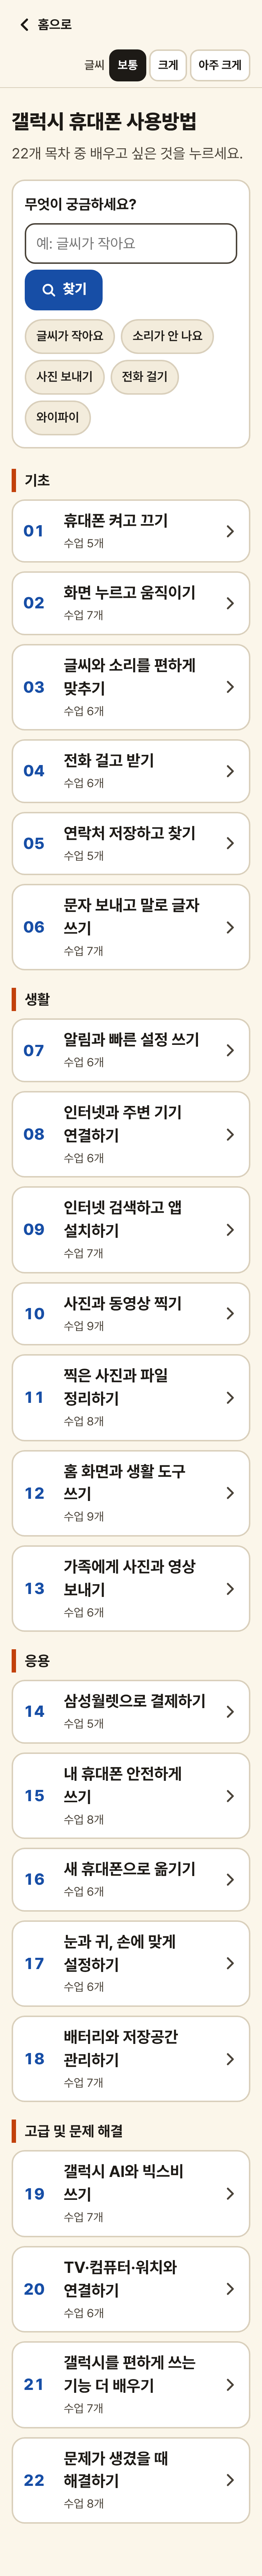 홈으로
글씨 보통 크게 아주 크게
갤럭시 휴대폰 사용방법
22개 목차 중 배우고 싶은 것을 누르세요.
무엇이 궁금하세요?
예: 글씨가 작아요
찾기
글씨가 작아요 소리가 안 나요
사진 보내기 전화 걸기
와이파이
기초
01 휴대폰 켜고 끄기
수업 5개
02 화면 누르고 움직이기
수업 7개
03 글씨와 소리를 편하게
맞추기
수업 6개
04 전화 걸고 받기
수업 6개
05 연락처 저장하고 찾기
수업 5개
06 문자 보내고 말로 글자
쓰기
수업 7개
생활
07 알림과 빠른 설정 쓰기
수업 6개
08 인터넷과 주변 기기
연결하기
수업 6개
09 인터넷 검색하고 앱
설치하기
수업 7개
10 사진과 동영상 찍기
수업 9개
11 찍은 사진과 파일
정리하기
수업 8개
12 홈 화면과 생활 도구
쓰기
수업 9개
13 가족에게 사진과 영상
보내기
수업 6개
응용
14 삼성월렛으로 결제하기
수업 5개
15 내 휴대폰 안전하게
쓰기
수업 8개
16 새 휴대폰으로 옮기기
수업 6개
17 눈과 귀, 손에 맞게
설정하기
수업 6개
18 배터리와 저장공간
관리하기
수업 7개
고급 및 문제 해결
19 갤럭시 AI와 빅스비
쓰기
수업 7개
20 TV·컴퓨터·워치와
연결하기
수업 6개
21 갤럭시를 편하게 쓰는
기능 더 배우기
수업 7개
22 문제가 생겼을 때
해결하기
수업 8개